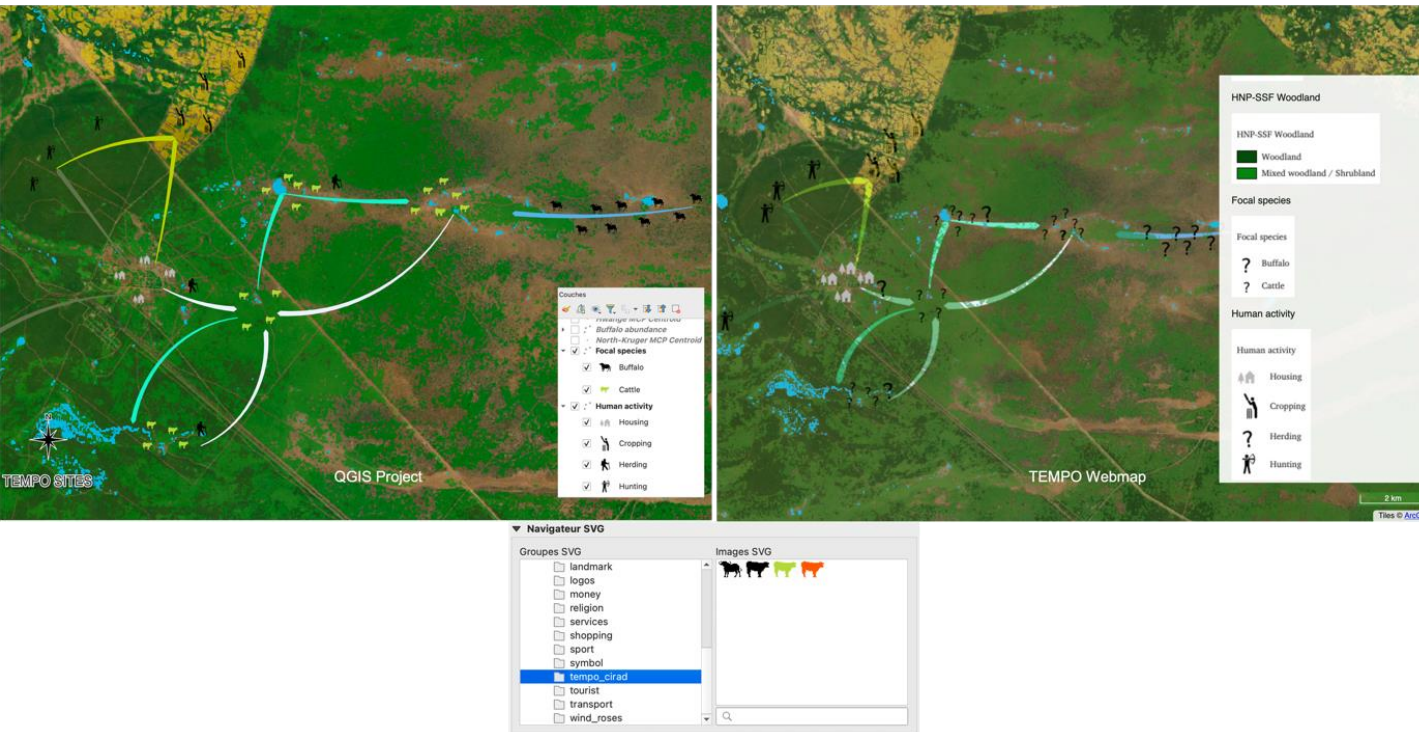 Couches
Hwange MCP Centroid
Buffalo abundance
North-Kruger MCP Centroid
Focal species
Buffalo
Cattle
Human activity
Housing
Cropping
Herding
Hunting
N
TEMPO SITES
QGIS Project
HNP-SSF Woodland
HNP-SSF Woodland
Woodland
Mixed woodland / Shrubland
Focal species
Focal species
? Buffalo
? Cattle
Human activity
Human activity
Housing
Cropping
? Herding
Hunting
TEMPO Webmap
2 km
Tiles © ArcG
Navigateur SVG
Groupes SVG
landmark
logos
money
religion
services
shopping
sport
symbol
tempo_cirad
tourist
transport
wind_roses
Images SVG